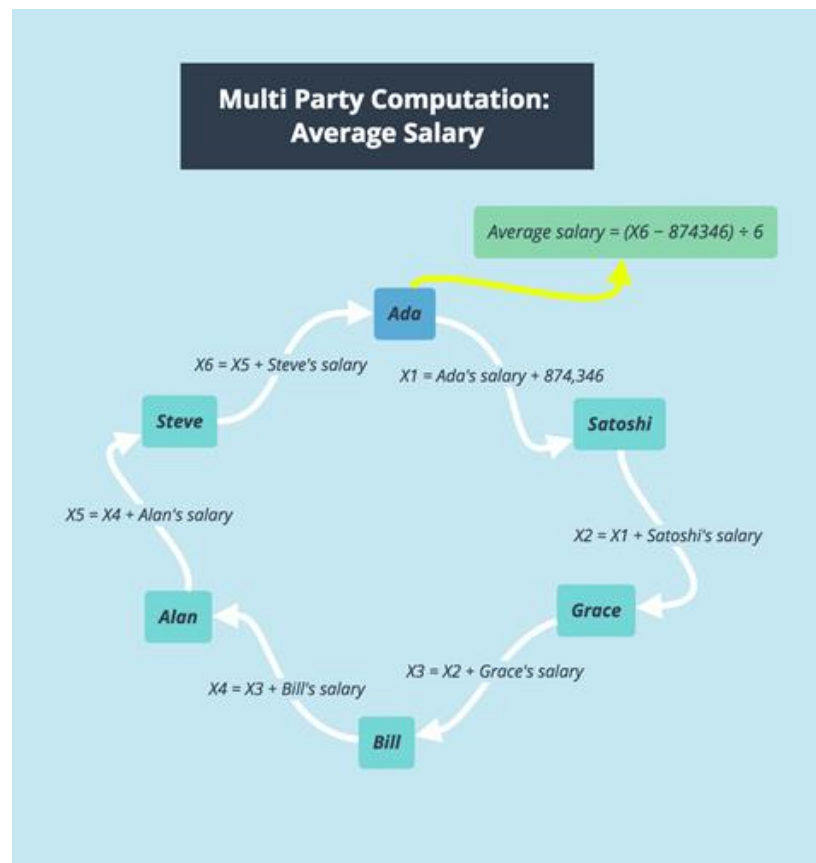 Multi Party Computation:
Average Salary
Average salary = (X6 − 874346) ÷ 6
Ada
X6 = X5 + Steve's salary
X1 = Ada's salary + 874,346
Steve
Satoshi
X5 = X4 + Alan's salary
X2 = X1 + Satoshi's salary
Alan
Grace
X4 = X3 + Bill's salary
X3 = X2 + Grace's salary
Bill